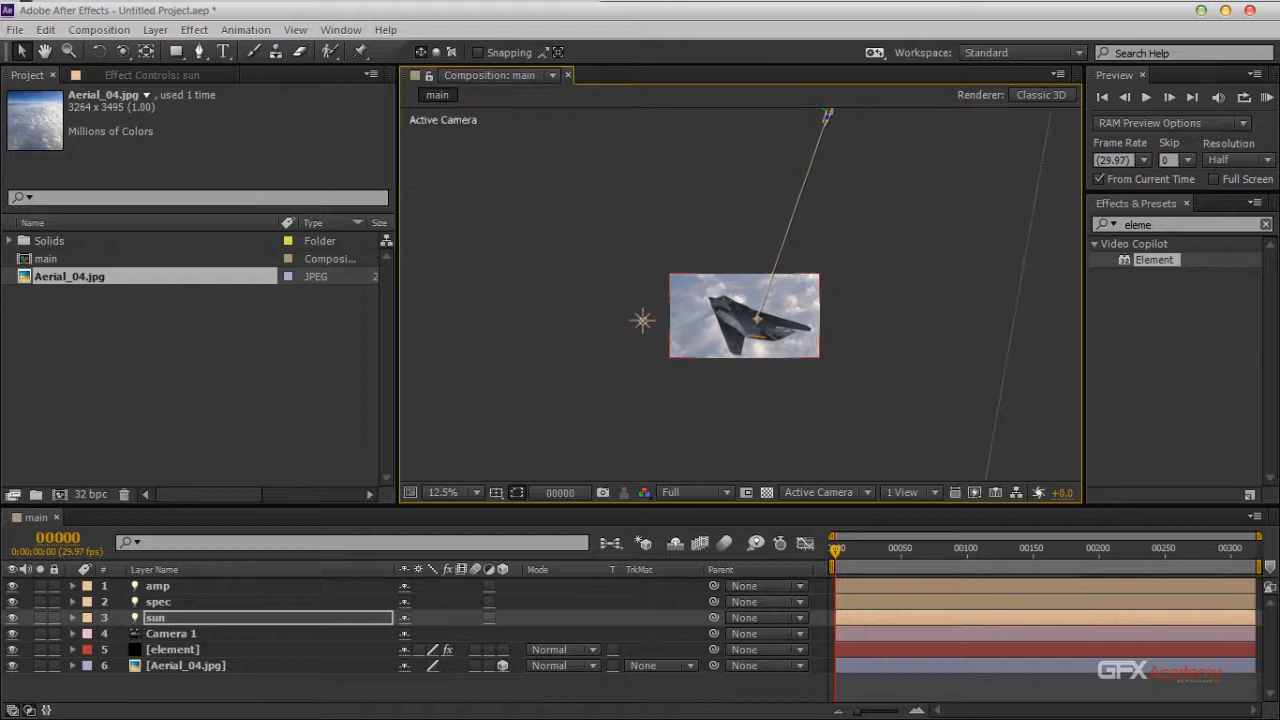 Adobe After Effects - Untitled Project.aep *
File Edit Composition Layer Effect Animation View Window Help
Snapping
Workspace: Standard
Search Help
Project
Effect Controls: sun
Aerial_04.jpg , used 1 time
3264 x 3495 (1.00)
Millions of Colors
Name Type Size
Solids Folder
main Composi...
Aerial_04.jpg JPEG 2
32 bpc
Composition: main
main
Renderer: Classic 3D
Active Camera
12.5% 00000 Full Active Camera 1 View +0.0
Preview
RAM Preview Options
Frame Rate Skip Resolution
(29.97) 0 Half
From Current Time Full Screen
Effects & Presets
eleme
Video Copilot
Element
main
00000
0;00;00;00 (29.97 fps)
00050 00100 00150 00200 00250 00300
# Layer Name Mode T TrkMat Parent
1 amp None
2 spec None
3 sun None
4 Camera 1 None
5 [element] Normal None
6 [Aerial_04.jpg] Normal None None
GFX Academy